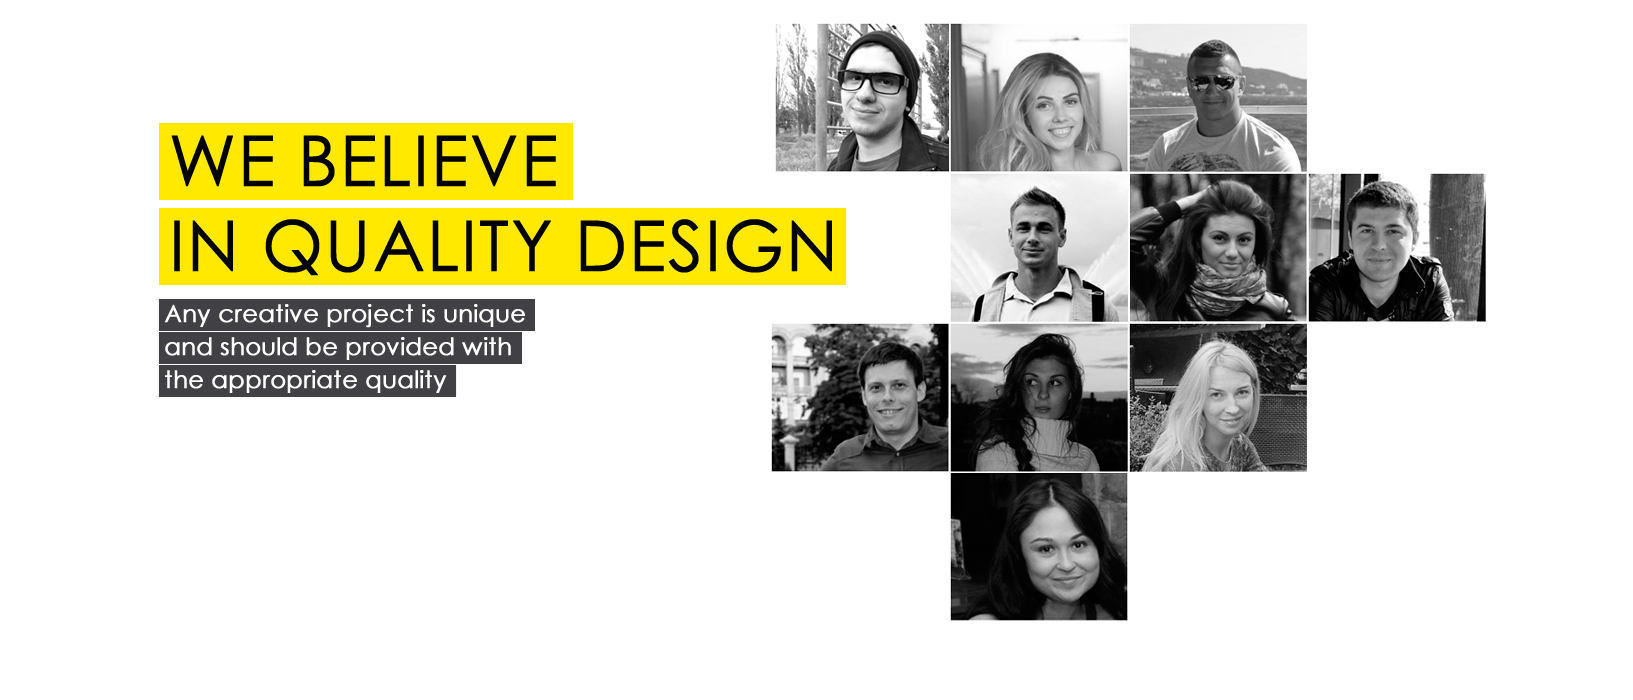 WE BELIEVE
IN QUALITY DESIGN
Any creative project is unique
and should be provided with
the appropriate quality